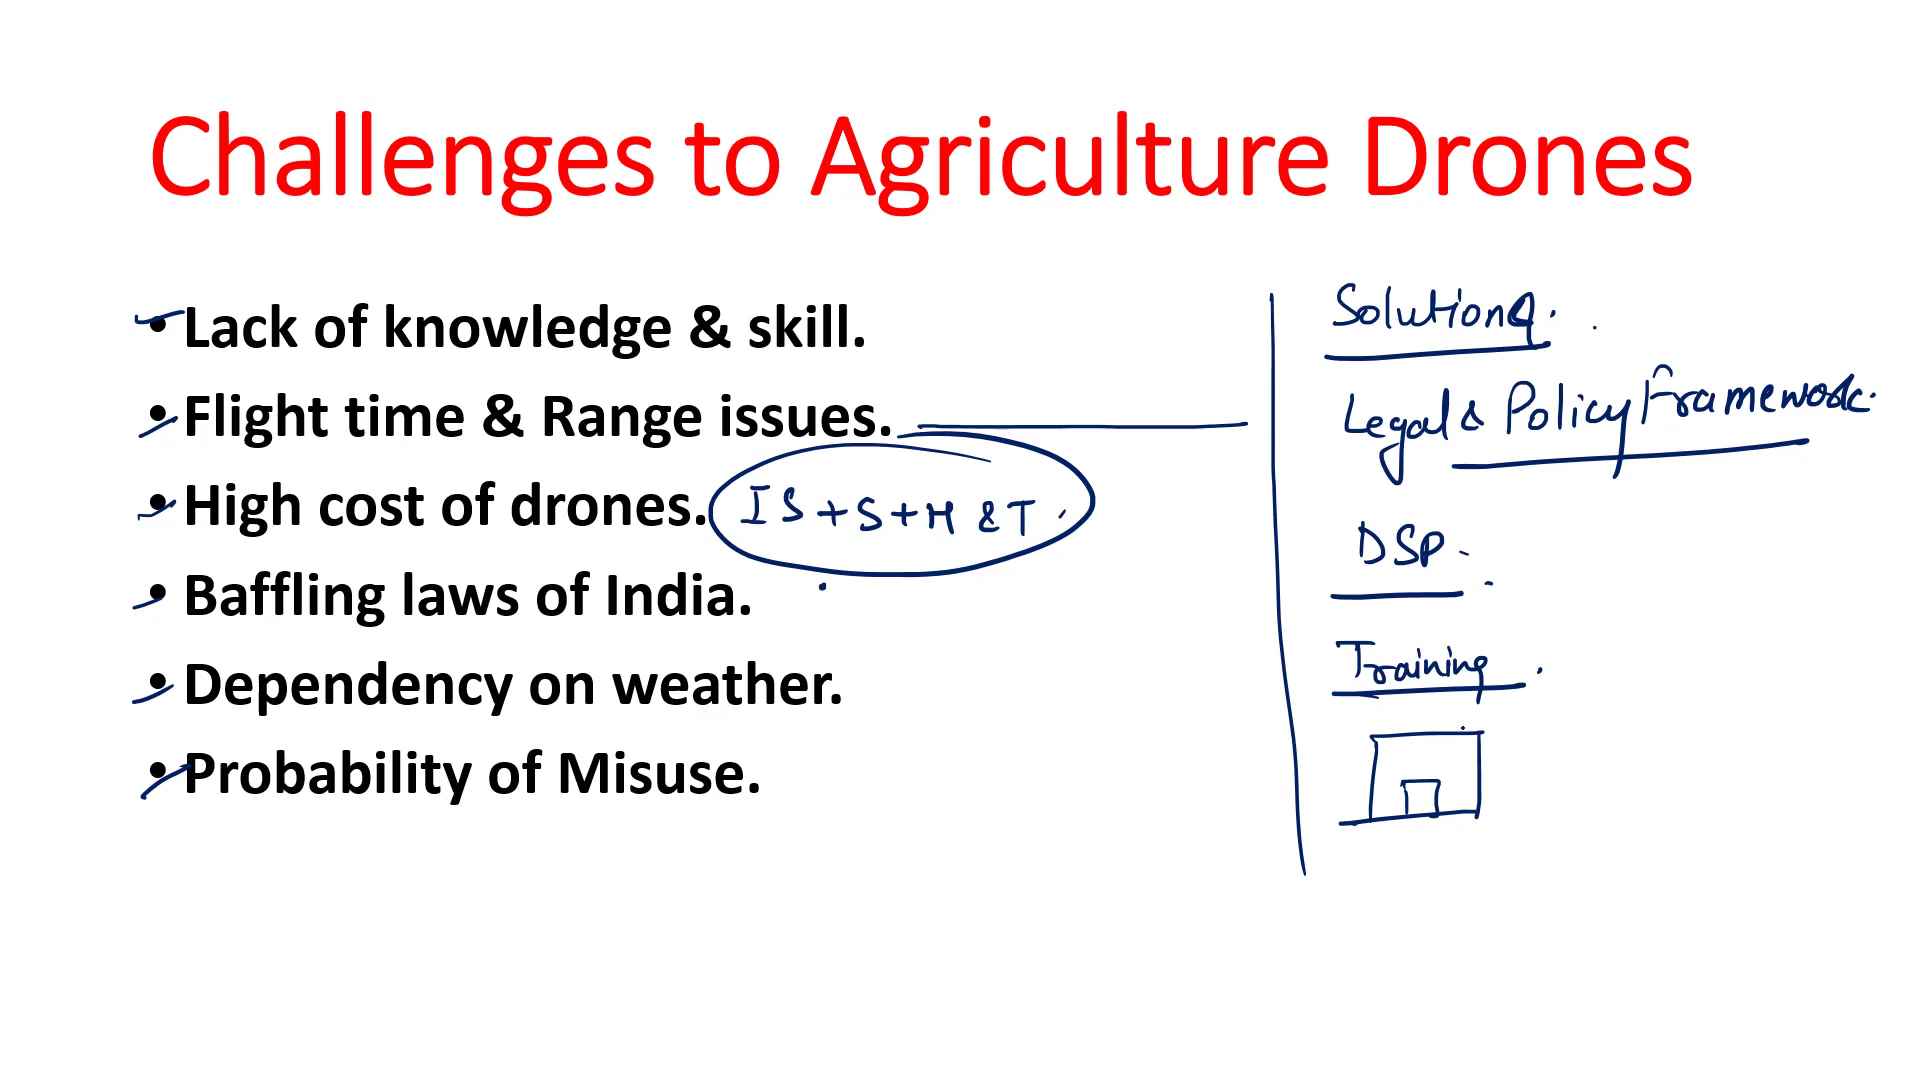 Challenges to Agriculture Drones
• Lack of knowledge & skill.
• Flight time & Range issues.
• High cost of drones.
IS + S + H & T.
• Baffling laws of India.
• Dependency on weather.
• Probability of Misuse.
Solutions.
Legal & Policy Framework.
DSP.
Training.